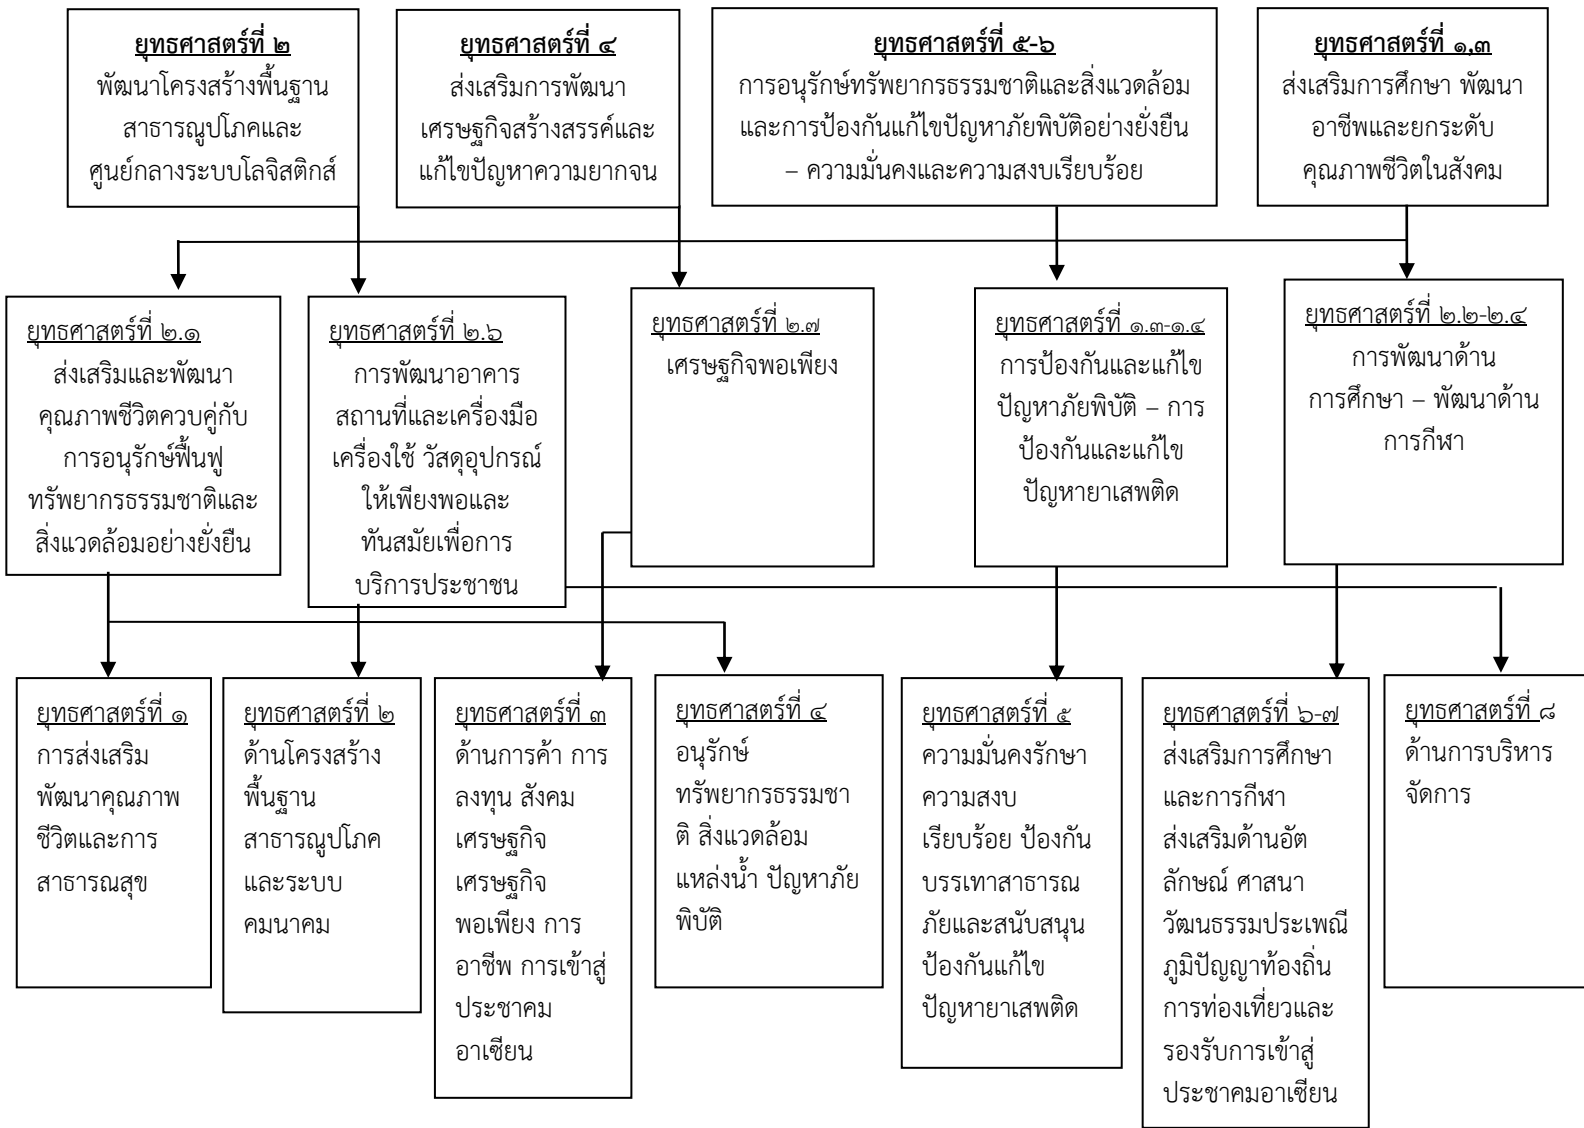 ยุทธศาสตร์ที่ ๒
พัฒนาโครงสร้างพื้นฐาน
สาธารณูปโภคและ
ศูนย์กลางระบบโลจิสติกส์
ยุทธศาสตร์ที่ ๔
ส่งเสริมการพัฒนา
เศรษฐกิจสร้างสรรค์และ
แก้ไขปัญหาความยากจน
ยุทธศาสตร์ที่ ๕-๖
การอนุรักษ์ทรัพยากรธรรมชาติและสิ่งแวดล้อม
และการป้องกันแก้ไขปัญหาภัยพิบัติอย่างยั่งยืน
– ความมั่นคงและความสงบเรียบร้อย
ยุทธศาสตร์ที่ ๑,๓
ส่งเสริมการศึกษา พัฒนา
อาชีพและยกระดับ
คุณภาพชีวิตในสังคม
ยุทธศาสตร์ที่ ๒.๑
ส่งเสริมและพัฒนา
คุณภาพชีวิตควบคู่กับ
การอนุรักษ์ฟื้นฟู
ทรัพยากรธรรมชาติและ
สิ่งแวดล้อมอย่างยั่งยืน
ยุทธศาสตร์ที่ ๒.๖
การพัฒนาอาคาร
สถานที่และเครื่องมือ
เครื่องใช้ วัสดุอุปกรณ์
ให้เพียงพอและ
ทันสมัยเพื่อการ
บริการประชาชน
ยุทธศาสตร์ที่ ๒.๗
เศรษฐกิจพอเพียง
ยุทธศาสตร์ที่ ๑.๓-๑.๔
การป้องกันและแก้ไข
ปัญหาภัยพิบัติ – การ
ป้องกันและแก้ไข
ปัญหายาเสพติด
ยุทธศาสตร์ที่ ๒.๒-๒.๔
การพัฒนาด้าน
การศึกษา – พัฒนาด้าน
การกีฬา
ยุทธศาสตร์ที่ ๑
การส่งเสริม
พัฒนาคุณภาพ
ชีวิตและการ
สาธารณสุข
ยุทธศาสตร์ที่ ๒
ด้านโครงสร้าง
พื้นฐาน
สาธารณูปโภค
และระบบ
คมนาคม
ยุทธศาสตร์ที่ ๓
ด้านการค้า การ
ลงทุน สังคม
เศรษฐกิจ
เศรษฐกิจ
พอเพียง การ
อาชีพ การเข้าสู่
ประชาคม
อาเซียน
ยุทธศาสตร์ที่ ๔
อนุรักษ์
ทรัพยากรธรรมชา
ติ สิ่งแวดล้อม
แหล่งน้ำ ปัญหาภัย
พิบัติ
ยุทธศาสตร์ที่ ๕
ความมั่นคงรักษา
ความสงบ
เรียบร้อย ป้องกัน
บรรเทาสาธารณ
ภัยและสนับสนุน
ป้องกันแก้ไข
ปัญหายาเสพติด
ยุทธศาสตร์ที่ ๖-๗
ส่งเสริมการศึกษา
และการกีฬา
ส่งเสริมด้านอัต
ลักษณ์ ศาสนา
วัฒนธรรมประเพณี
ภูมิปัญญาท้องถิ่น
การท่องเที่ยวและ
รองรับการเข้าสู่
ประชาคมอาเซียน
ยุทธศาสตร์ที่ ๘
ด้านการบริหาร
จัดการ